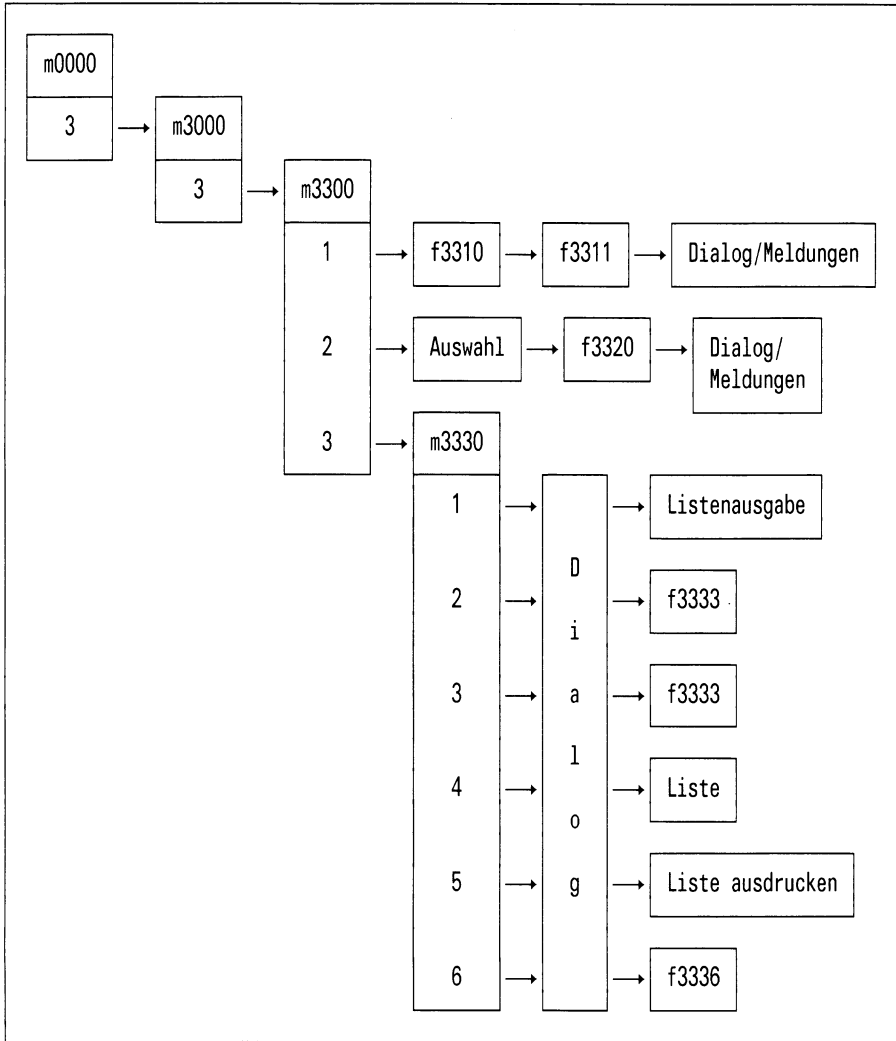 m0000
3 → m3000
3 → m3300
1 → f3310 → f3311 → Dialog/Meldungen
2 → Auswahl → f3320 → Dialog/
Meldungen
3 → m3330
1 → → Listenausgabe
D
2 → → f3333
i
3 → a → f3333
l
4 → → Liste
o
5 → g → Liste ausdrucken
6 → → f3336